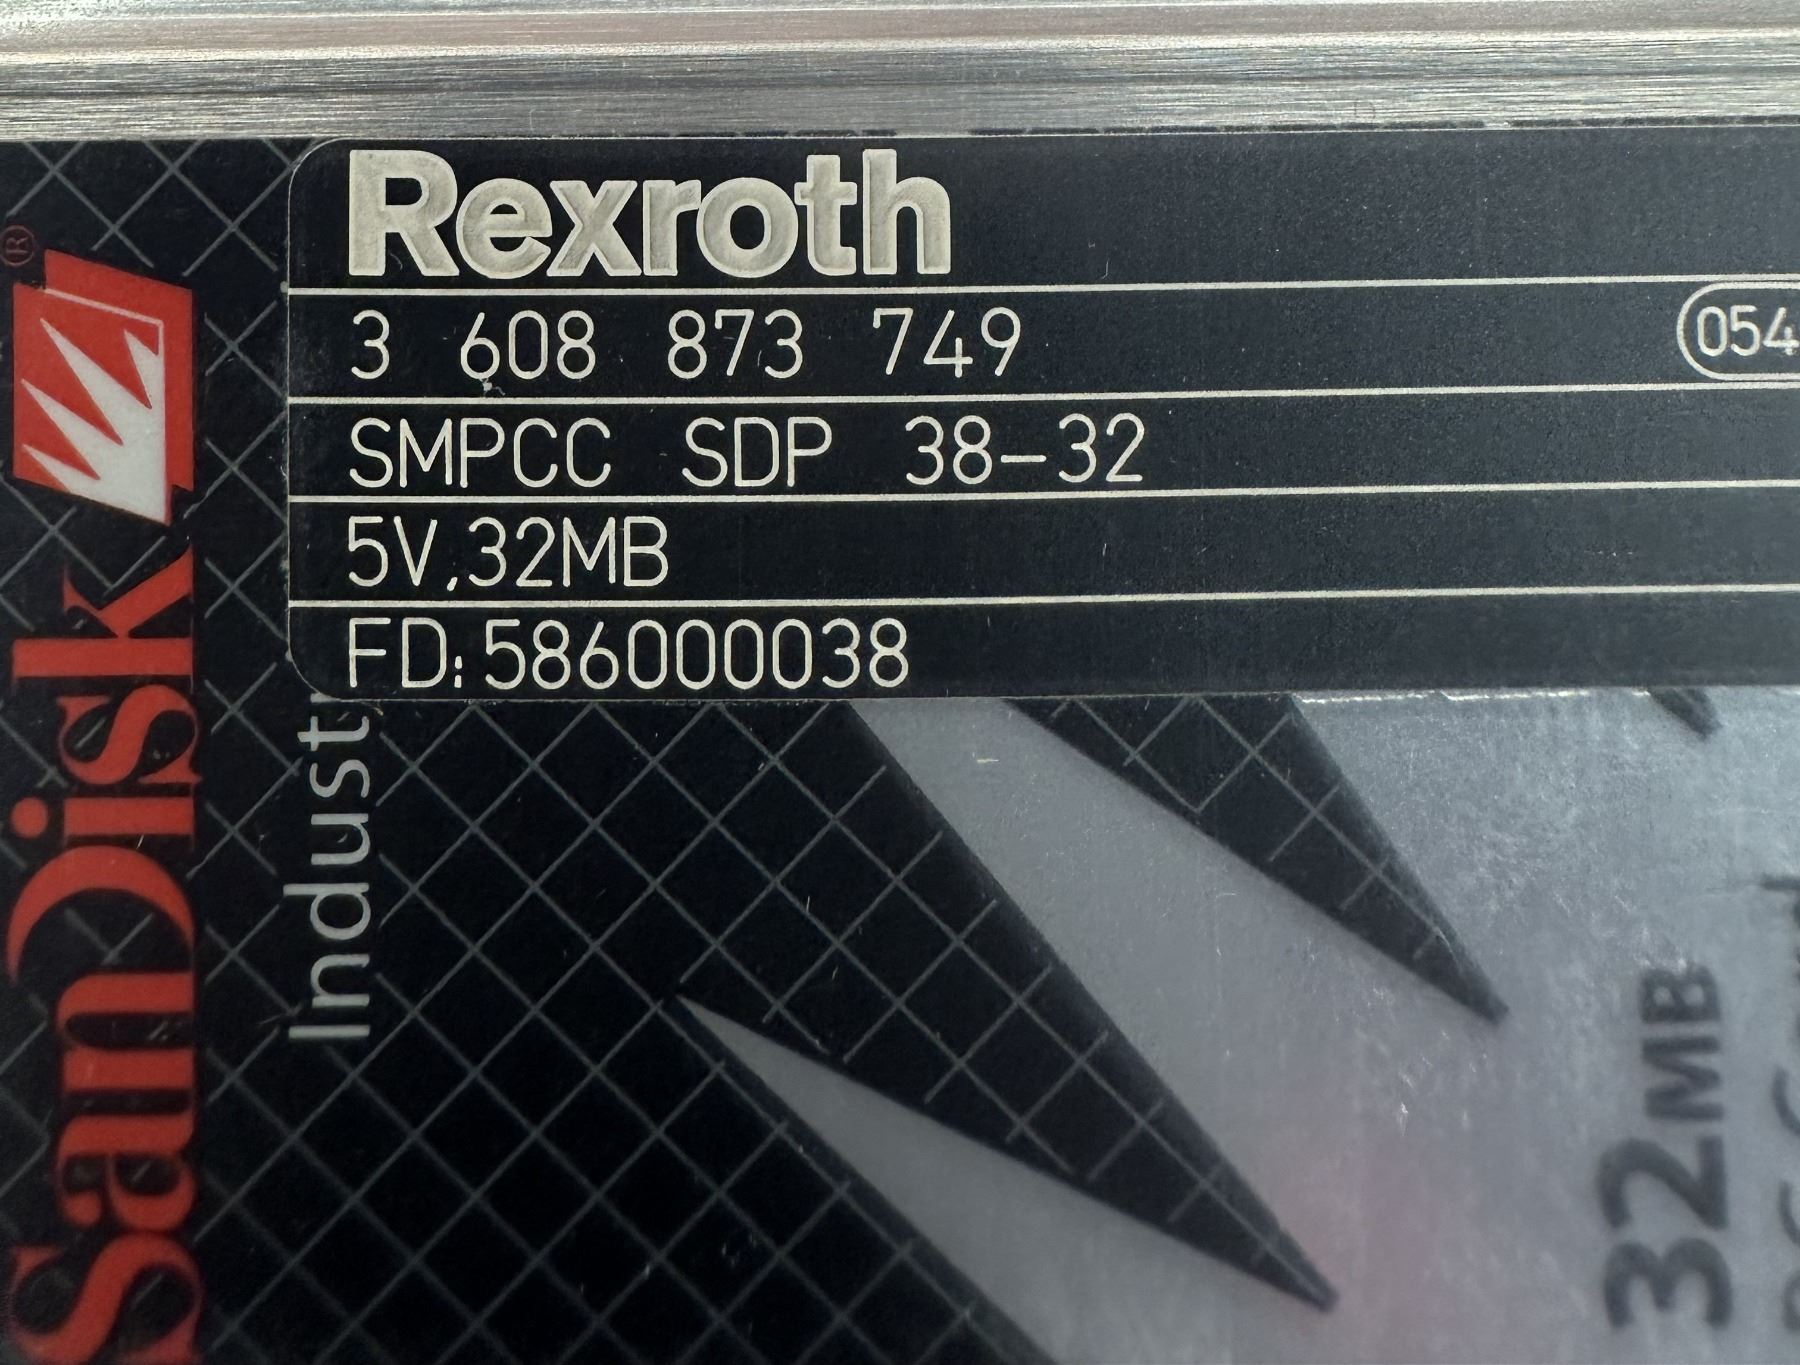 Rexroth
3 608 873 749
054
SMPCC SDP 38-32
5V,32MB
FD:586000038
SanDisk®
Indust
32MB